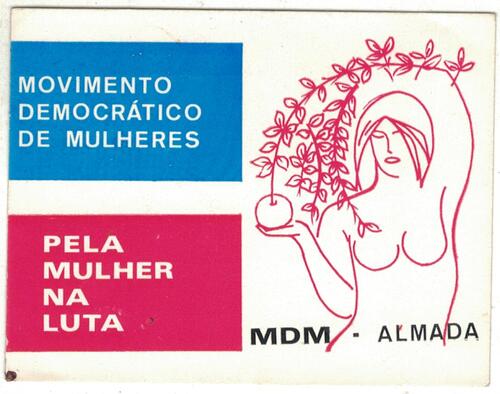 MOVIMENTO
DEMOCRÁTICO
DE MULHERES
PELA
MULHER
NA
LUTA
MDM - ALMADA